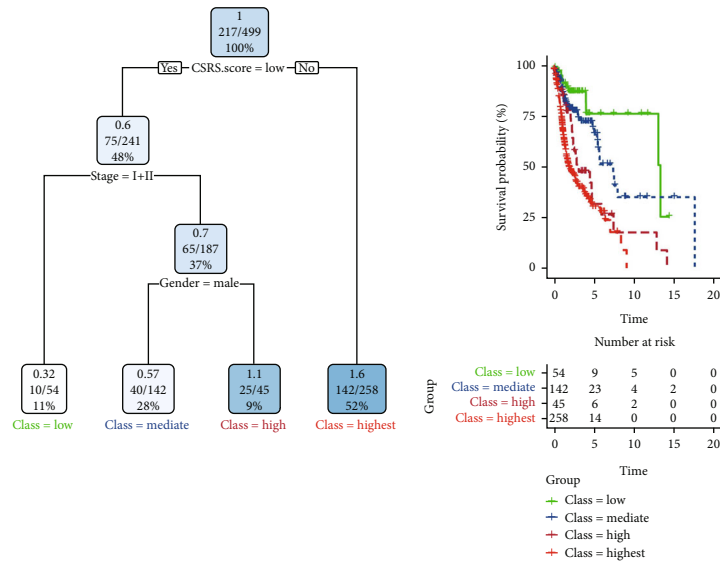 1
217/499
100%
Yes CSRS.score = low No
0.6
75/241
48%
Stage = I+II
0.7
65/187
37%
Gender = male
0.32
10/54
11%
Class = low
0.57
40/142
28%
Class = mediate
1.1
25/45
9%
Class = high
1.6
142/258
52%
Class = highest
Survival probability (%)
100
75
50
25
0
0 5 10 15 20
Time
Number at risk
Group
Class = low 54 9 5 0 0
Class = mediate 142 23 4 2 0
Class = high 45 6 2 0 0
Class = highest 258 14 0 0 0
0 5 10 15 20
Time
Group
Class = low
Class = mediate
Class = high
Class = highest